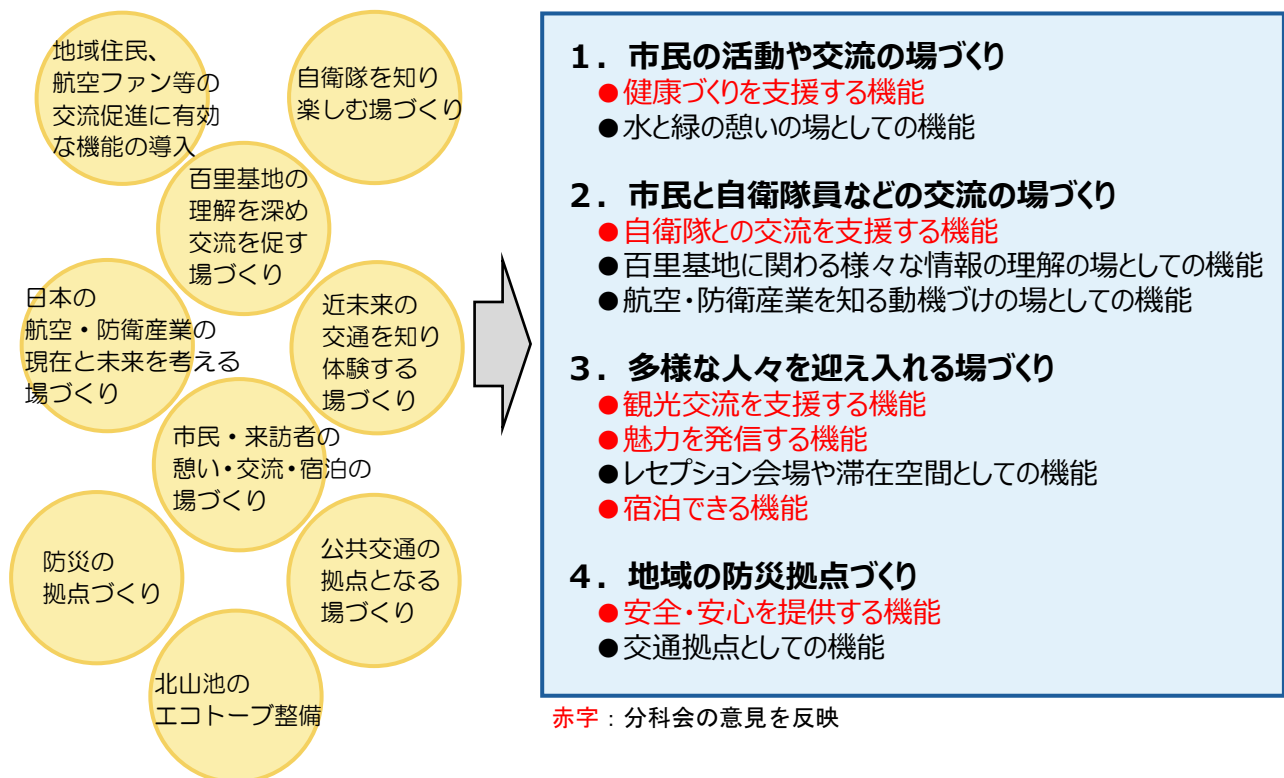 地域住民、
航空ファン等の
交流促進に有効
な機能の導入
自衛隊を知り
楽しむ場づくり
百里基地の
理解を深め
交流を促す
場づくり
日本の
航空・防衛産業の
現在と未来を考える
場づくり
近未来の
交通を知り
体験する
場づくり
市民・来訪者の
憩い・交流・宿泊の
場づくり
防災の
拠点づくり
公共交通の
拠点となる
場づくり
北山池の
エコトーブ整備
１．市民の活動や交流の場づくり
●健康づくりを支援する機能
●水と緑の憩いの場としての機能
２．市民と自衛隊員などの交流の場づくり
●自衛隊との交流を支援する機能
●百里基地に関わる様々な情報の理解の場としての機能
●航空・防衛産業を知る動機づけの場としての機能
３．多様な人々を迎え入れる場づくり
●観光交流を支援する機能
●魅力を発信する機能
●レセプション会場や滞在空間としての機能
●宿泊できる機能
４．地域の防災拠点づくり
●安全・安心を提供する機能
●交通拠点としての機能
赤字：分科会の意見を反映